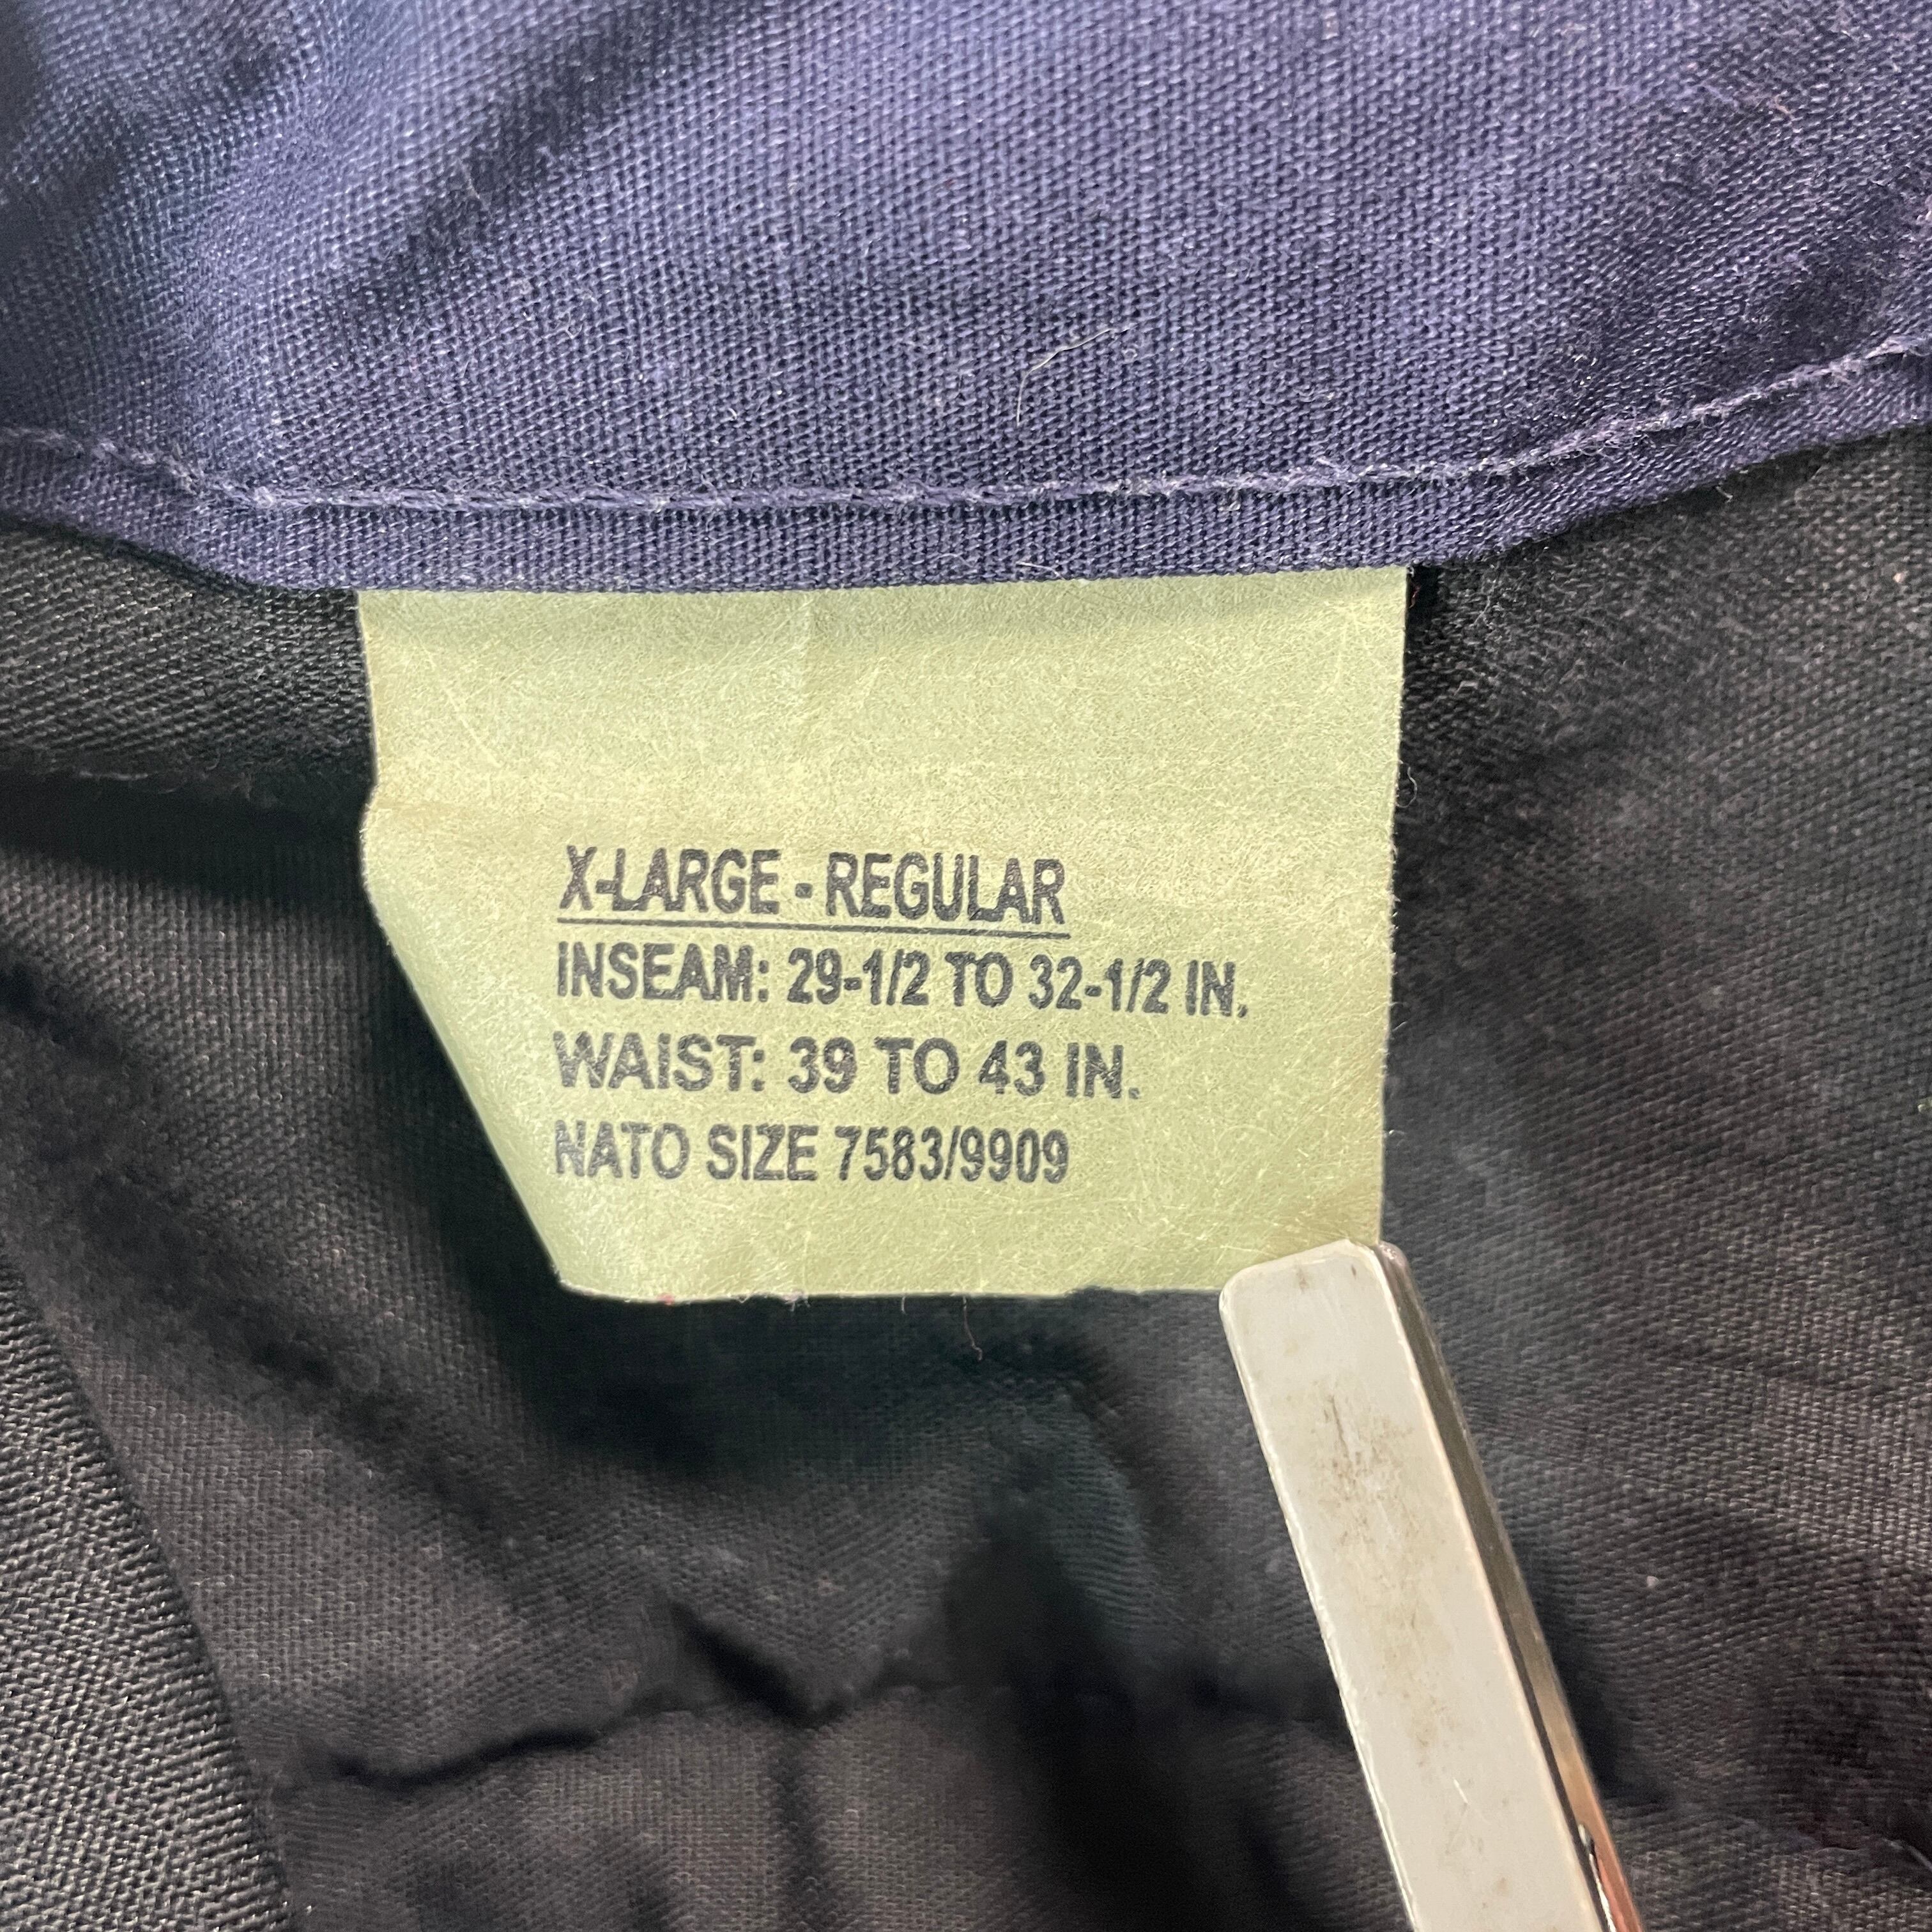 X-LARGE - REGULAR
INSEAM: 29-1/2 TO 32-1/2 IN.
WAIST: 39 TO 43 IN.
NATO SIZE 7583/9909